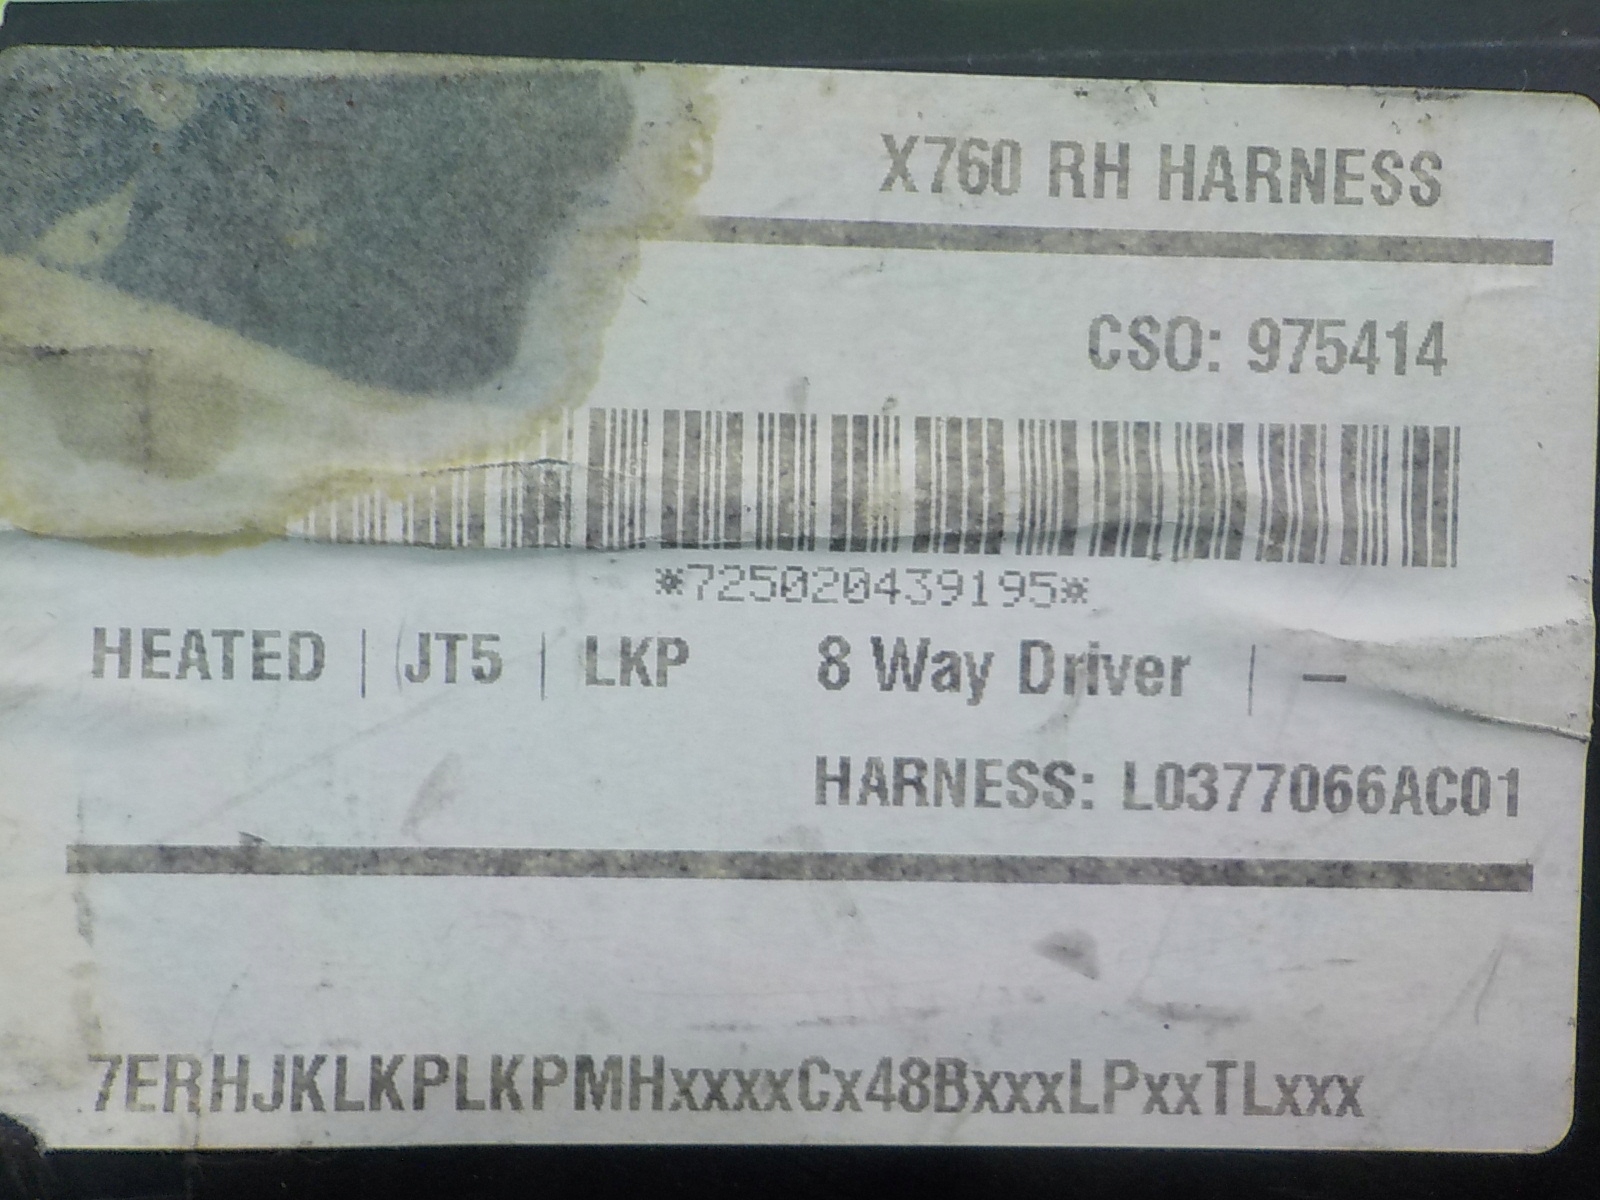 X760 RH HARNESS
CSO: 975414
*725020439195*
HEATED | JT5 | LKP 8 Way Driver | –
HARNESS: L0377066AC01
7ERHJKLKPLKPMHxxxxCx48BxxxLPxxTLxxx